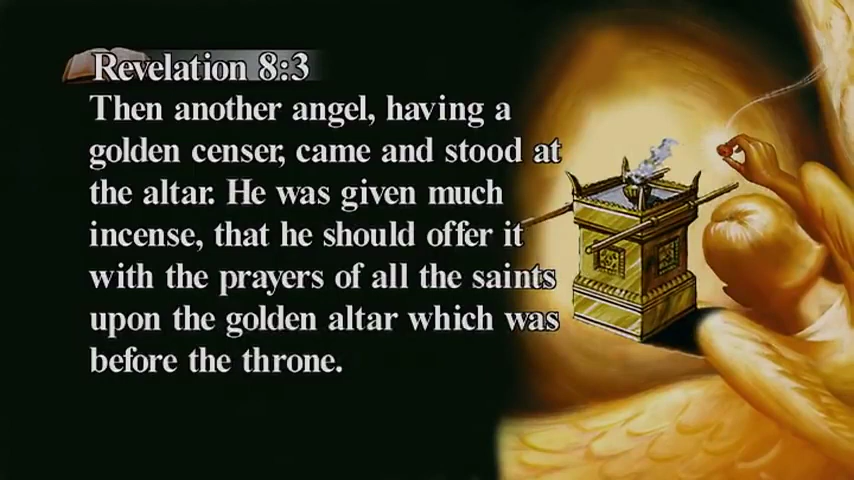 Revelation 8:3
Then another angel, having a
golden censer, came and stood at
the altar. He was given much
incense, that he should offer it
with the prayers of all the saints
upon the golden altar which was
before the throne.